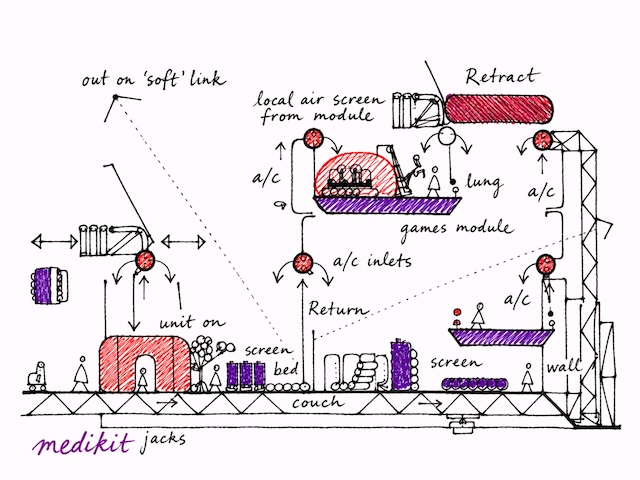 out on 'soft' link
Retract
local air screen
from module
a/c
lung
a/c
games module
a/c inlets
a/c
Return
unit on
screen
bed
screen
wall
couch
medikit
jacks